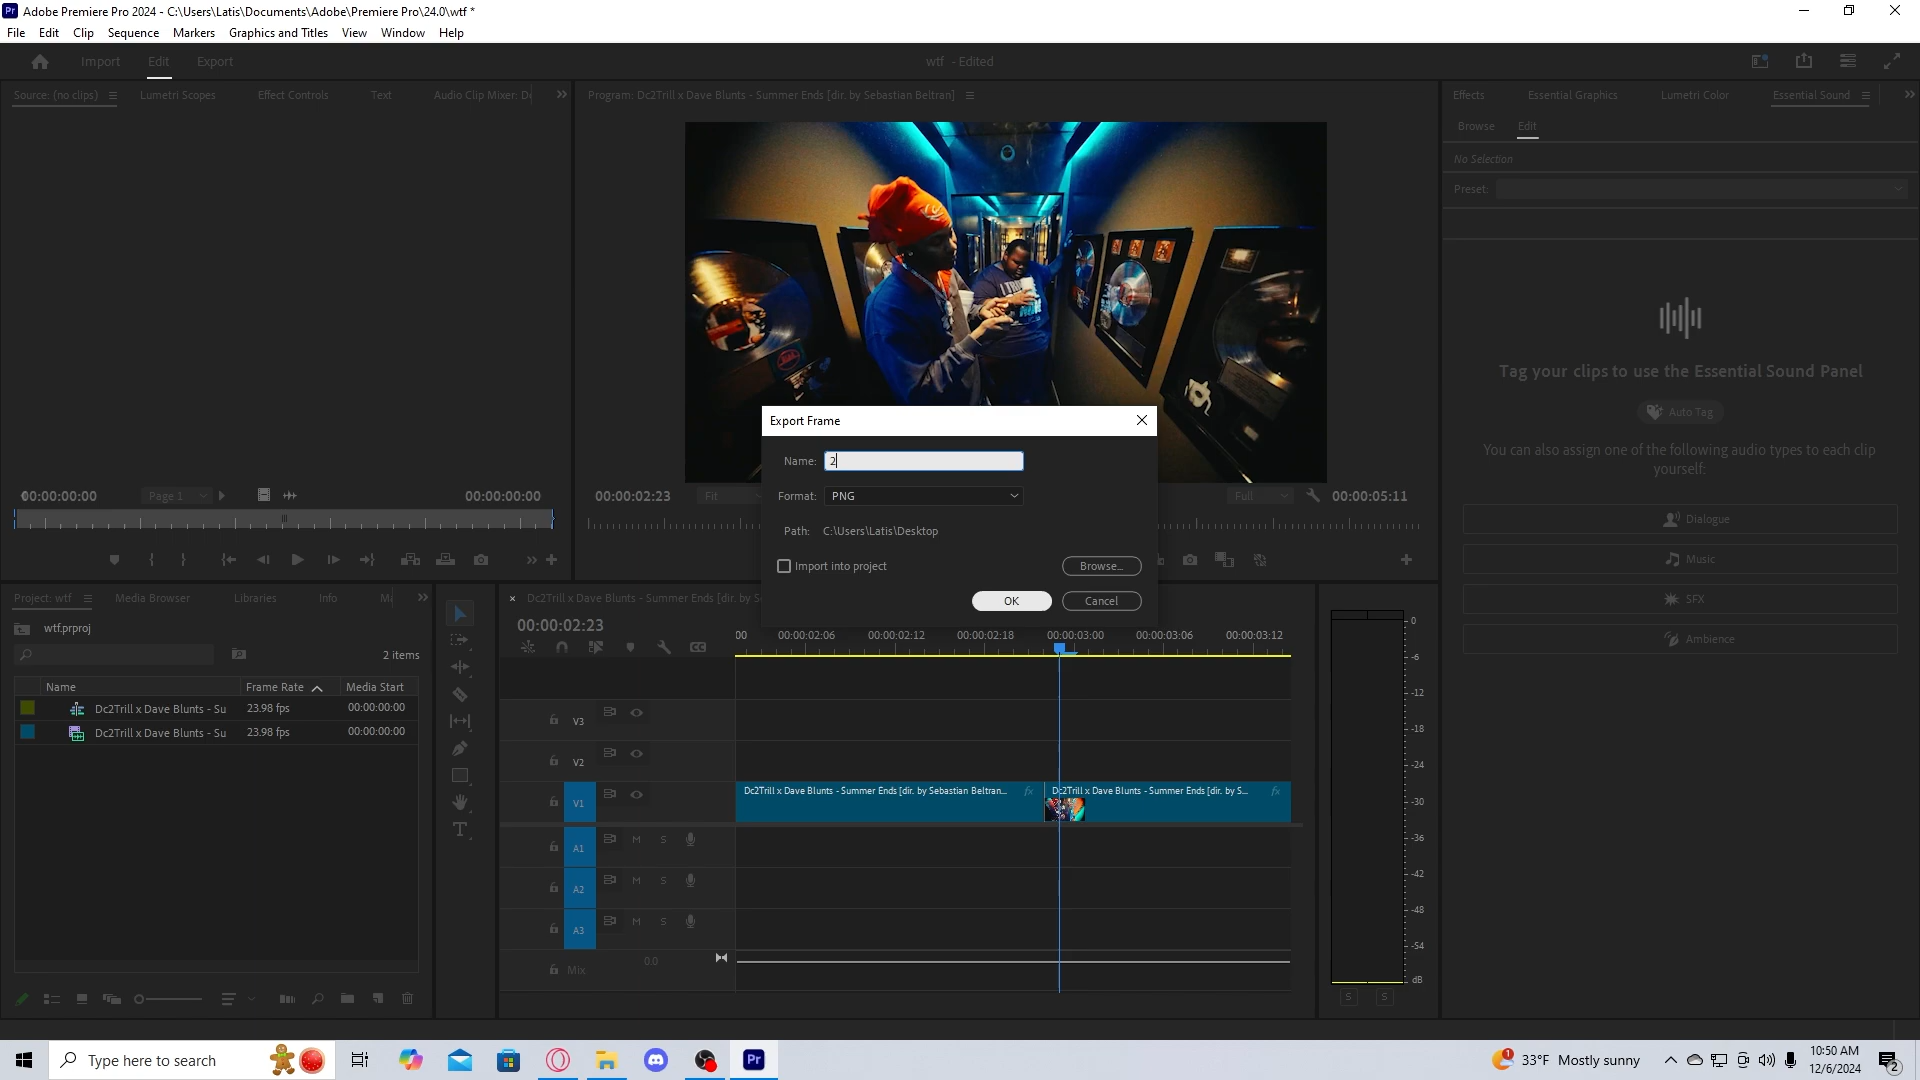 Pr Adobe Premiere Pro 2024 - C:\Users\Latis\Documents\Adobe\Premiere Pro\24.0\wtf *
File Edit Clip Sequence Markers Graphics and Titles View Window Help
Import Edit Export wtf - Edited
Source: (no clips) Lumetri Scopes Effect Controls Text Audio Clip Mixer: D
Program: Dc2Trill x Dave Blunts - Summer Ends [dir. by Sebastian Beltran]
Effects Essential Graphics Lumetri Color Essential Sound
Browse Edit
No Selection
Preset:
Tag your clips to use the Essential Sound Panel
Auto Tag
You can also assign one of the following audio types to each clip
yourself:
Dialogue
Music
SFX
Ambience
Export Frame
Name: 2
Format: PNG
Path: C:\Users\Latis\Desktop
Import into project Browse...
OK Cancel
00:00:00:00 Page 1 00:00:00:00
00:00:02:23 Fit Full 00:00:05:11
Project: wtf Media Browser Libraries Info M
wtf.prproj
2 items
Name Frame Rate Media Start
Dc2Trill x Dave Blunts - Su 23.98 fps 00:00:00:00
Dc2Trill x Dave Blunts - Su 23.98 fps 00:00:00:00
× Dc2Trill x Dave Blunts - Summer Ends [dir. by S
00:00:02:23
00 00:00:02:06 00:00:02:12 00:00:02:18 00:00:03:00 00:00:03:06 00:00:03:12
V3
V2
V1 Dc2Trill x Dave Blunts - Summer Ends [dir. by Sebastian Beltran... fx Dc2Trill x Dave Blunts - Summer Ends [dir. by S... fx
A1 M S
A2 M S
A3 M S
Mix 0.0
0
-6
-12
-18
-24
-30
-36
-42
-48
-54
dB
S S
Type here to search
Pr
1 33°F Mostly sunny
10:50 AM
12/6/2024
2